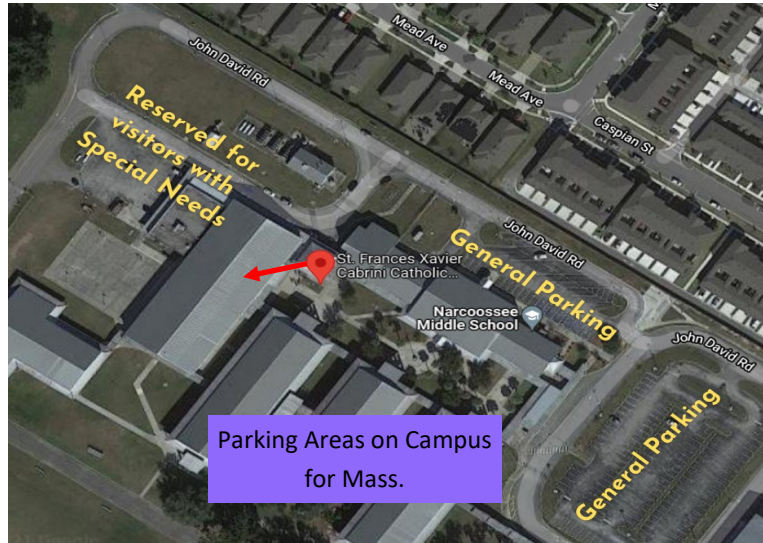 John David Rd
Mead Ave
Mead Ave
Caspian St
Reserved for
visitors with
Special Needs
John David Rd
General Parking
St. Frances Xavier
Cabrini Catholic...
Narcoossee
Middle School
John David Rd
General Parking
Parking Areas on Campus
for Mass.